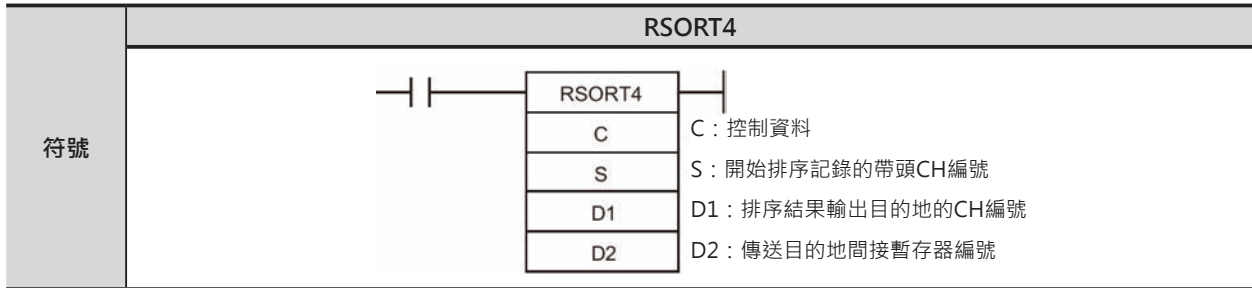 RSORT4
符號
RSORT4
C
C：控制資料
S
S：開始排序記錄的帶頭CH編號
D1
D1：排序結果輸出目的地的CH編號
D2
D2：傳送目的地間接暫存器編號